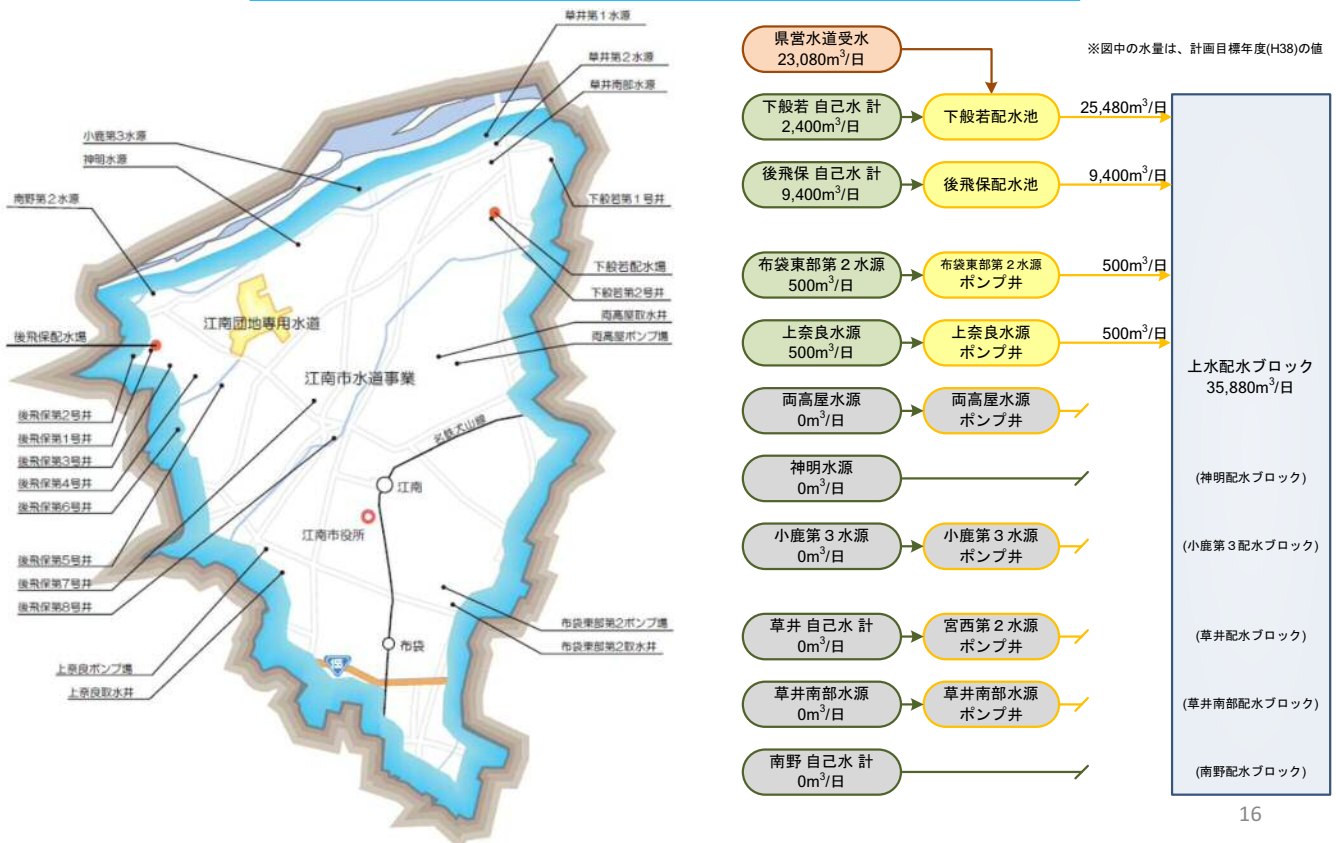 草井第1水源
草井第2水源
草井南部水源
小鹿第3水源
神明水源
南野第2水源
下般若第1号井
下般若配水場
下般若第2号井
両高屋取水井
両高屋ポンプ場
江南団地専用水道
後飛保配水場
江南市水道事業
後飛保第2号井
後飛保第1号井
後飛保第3号井
後飛保第4号井
後飛保第6号井
後飛保第5号井
後飛保第7号井
後飛保第8号井
名鉄犬山線
江南
江南市役所
布袋
155
布袋東部第2ポンプ場
布袋東部第2取水井
上奈良ポンプ場
上奈良取水井
県営水道受水
23,080m³/日
※図中の水量は、計画目標年度(H38)の値
下般若 自己水 計
2,400m³/日
下般若配水池
25,480m³/日
後飛保 自己水 計
9,400m³/日
後飛保配水池
9,400m³/日
布袋東部第2水源
500m³/日
布袋東部第2水源
ポンプ井
500m³/日
上奈良水源
500m³/日
上奈良水源
ポンプ井
500m³/日
上水配水ブロック
35,880m³/日
両高屋水源
0m³/日
両高屋水源
ポンプ井
神明水源
0m³/日
(神明配水ブロック)
小鹿第3水源
0m³/日
小鹿第3水源
ポンプ井
(小鹿第3配水ブロック)
草井 自己水 計
0m³/日
宮西第2水源
ポンプ井
(草井配水ブロック)
草井南部水源
0m³/日
草井南部水源
ポンプ井
(草井南部配水ブロック)
南野 自己水 計
0m³/日
(南野配水ブロック)
16